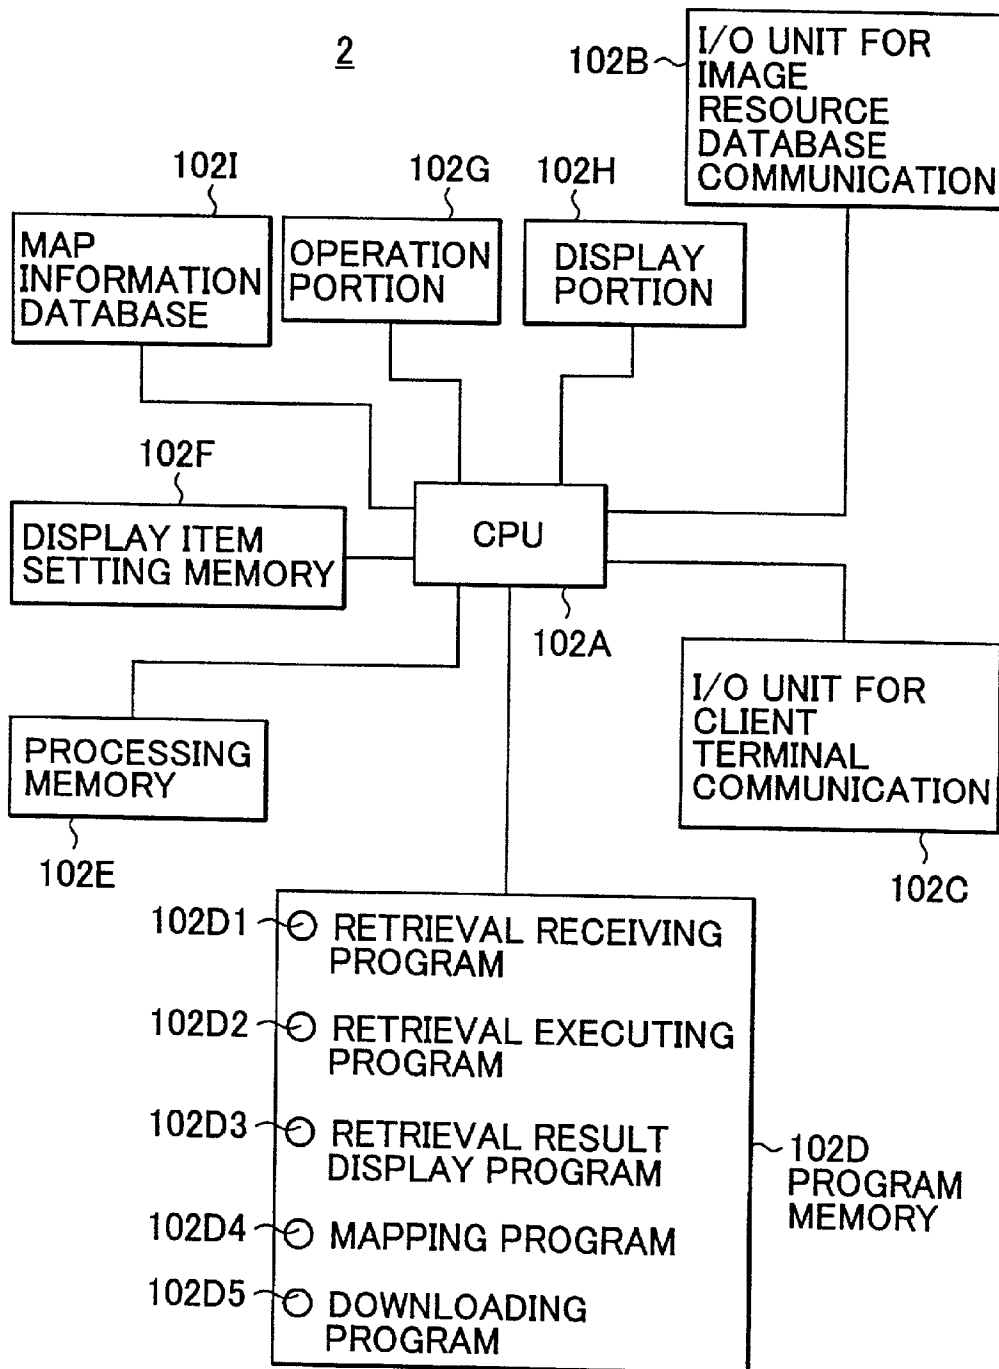 2
102B
I/O UNIT FOR
IMAGE
RESOURCE
DATABASE
COMMUNICATION
102I
102G
102H
MAP
INFORMATION
DATABASE
OPERATION
PORTION
DISPLAY
PORTION
102F
DISPLAY ITEM
SETTING MEMORY
CPU
102A
I/O UNIT FOR
CLIENT
TERMINAL
COMMUNICATION
102C
PROCESSING
MEMORY
102E
102D1
RETRIEVAL RECEIVING
PROGRAM
102D2
RETRIEVAL EXECUTING
PROGRAM
102D3
RETRIEVAL RESULT
DISPLAY PROGRAM
102D4
MAPPING PROGRAM
102D5
DOWNLOADING
PROGRAM
102D
PROGRAM
MEMORY